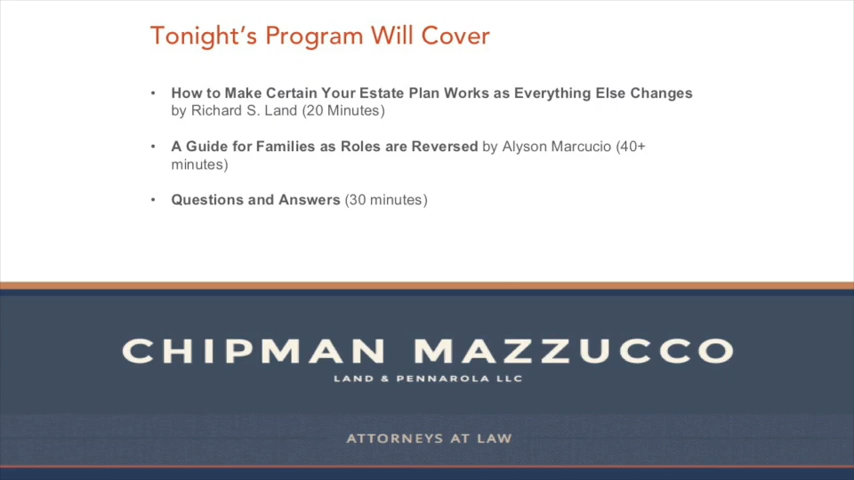 Tonight's Program Will Cover
• How to Make Certain Your Estate Plan Works as Everything Else Changes
by Richard S. Land (20 Minutes)
• A Guide for Families as Roles are Reversed by Alyson Marcucio (40+
minutes)
• Questions and Answers (30 minutes)
CHIPMAN MAZZUCCO
LAND & PENNAROLA LLC
ATTORNEYS AT LAW